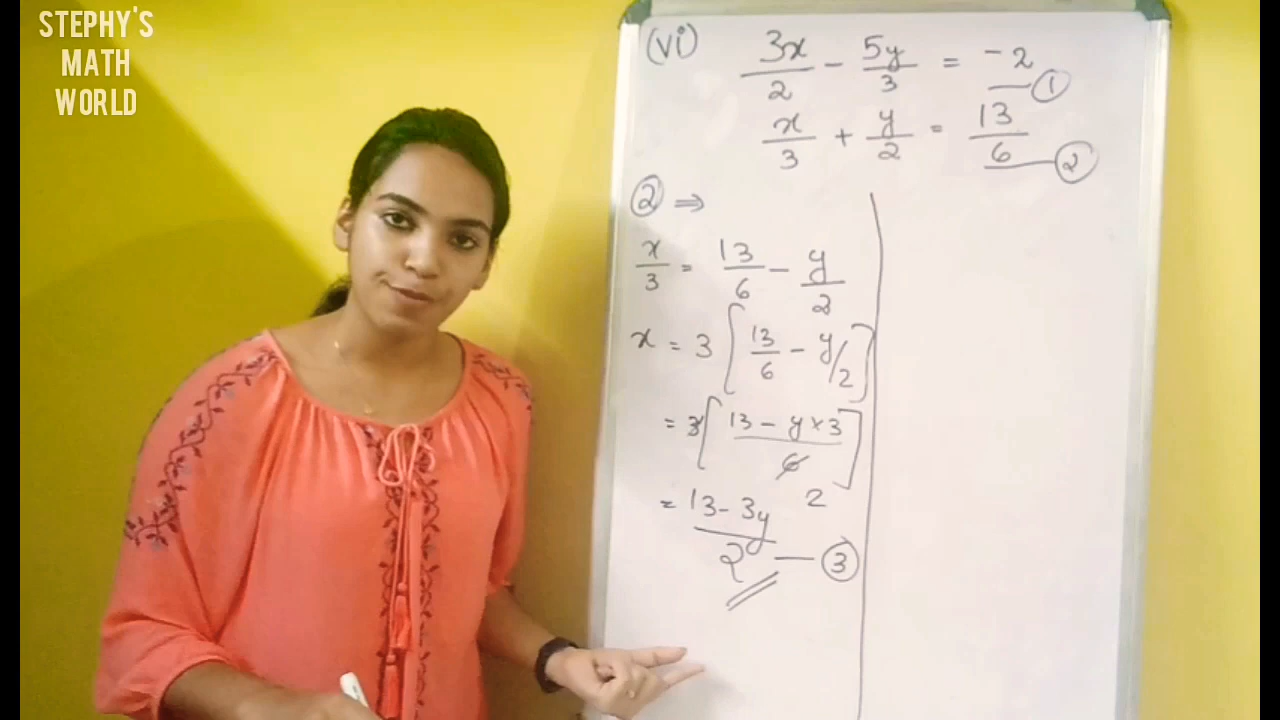 STEPHY'S
MATH
WORLD
(vi) 3x/2 - 5y/3 = -2 — ①
x/3 + y/2 = 13/6 — ②
② ⇒
x/3 = 13/6 - y/2
x = 3 [ 13/6 - y/2 ]
= 3 [ (13 - y × 3)/6 ]
2
= (13 - 3y)/2 — ③